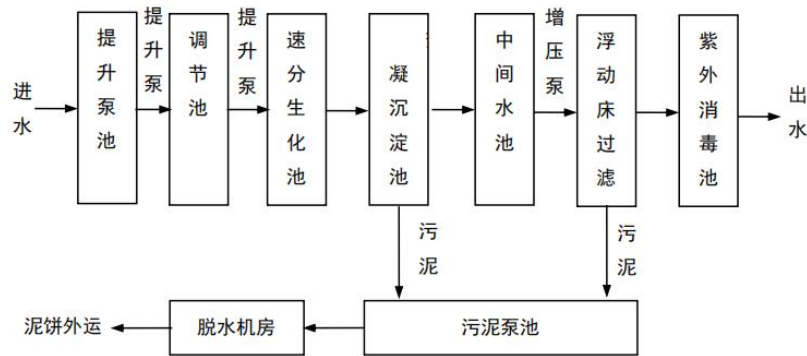 进水
提升泵池
提升泵
调节池
提升泵
速分生化池
凝沉淀池
中间水池
增压泵
浮动床过滤
紫外消毒池
出水
污泥
污泥
泥饼外运
脱水机房
污泥泵池